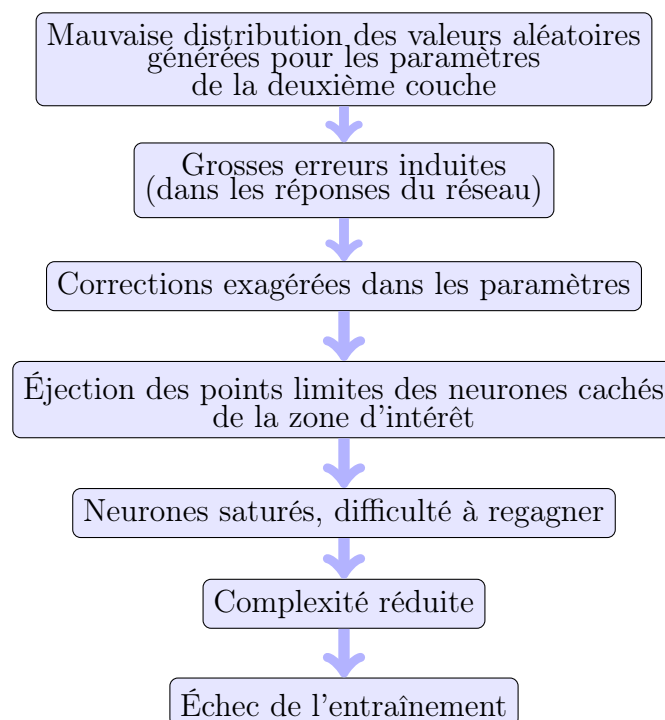 Mauvaise distribution des valeurs aléatoires
générées pour les paramètres
de la deuxième couche
Grosses erreurs induites
(dans les réponses du réseau)
Corrections exagérées dans les paramètres
Éjection des points limites des neurones cachés
de la zone d'intérêt
Neurones saturés, difficulté à regagner
Complexité réduite
Échec de l'entraînement